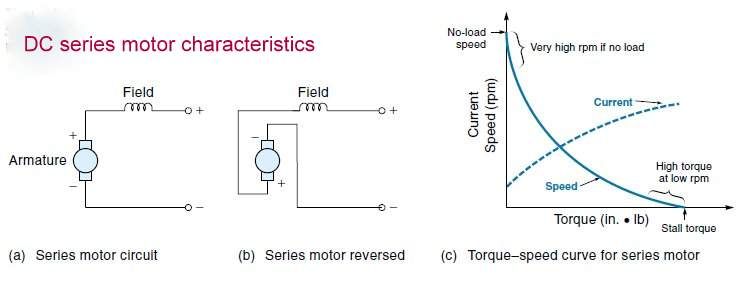 DC series motor characteristics
Field
+
+
Armature
–
–
(a) Series motor circuit
Field
+
–
+
–
(b) Series motor reversed
No-load
speed
Very high rpm if no load
Current
Speed (rpm)
Current
Speed
High torque
at low rpm
Torque (in. • lb)
Stall torque
(c) Torque–speed curve for series motor